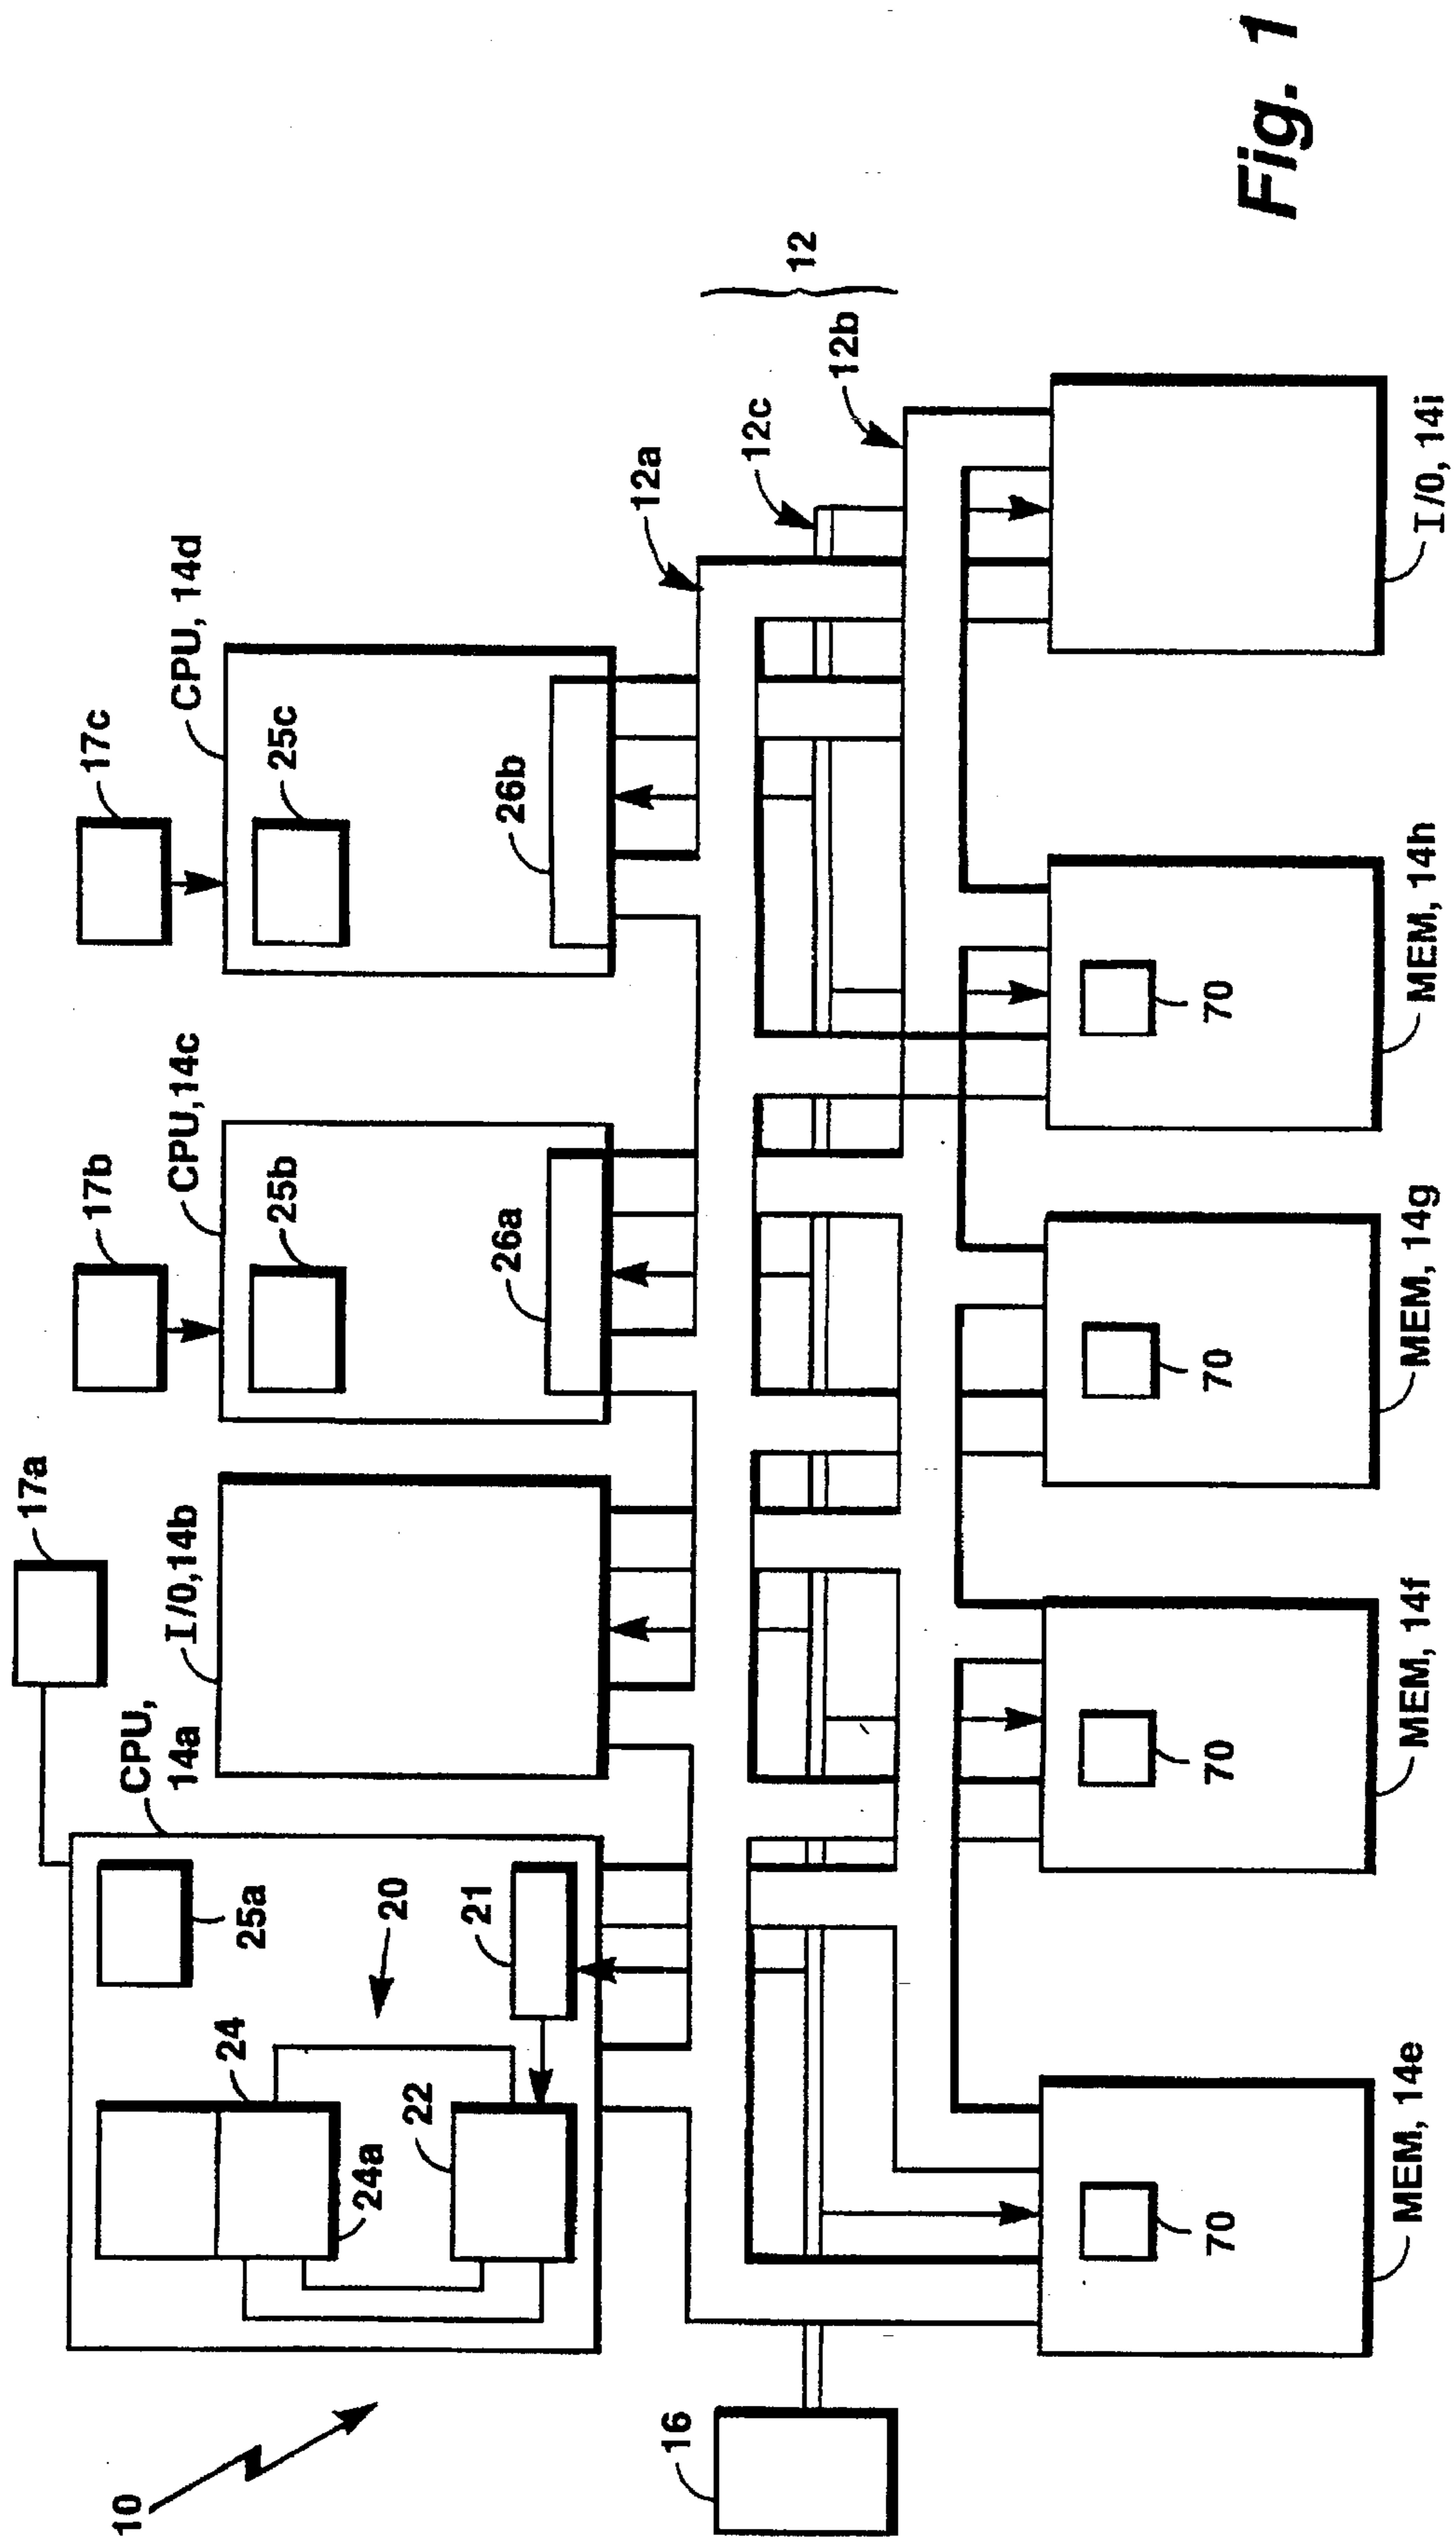 10
CPU,
14a
17a
I/O,14b
17b
CPU,14c
17c
CPU, 14d
25a
24
20
24a
22
21
25b
26a
25c
26b
12a
12c
12b
12
16
70
70
70
70
MEM, 14e
MEM, 14f
MEM, 14g
MEM, 14h
I/O, 14i
Fig. 1